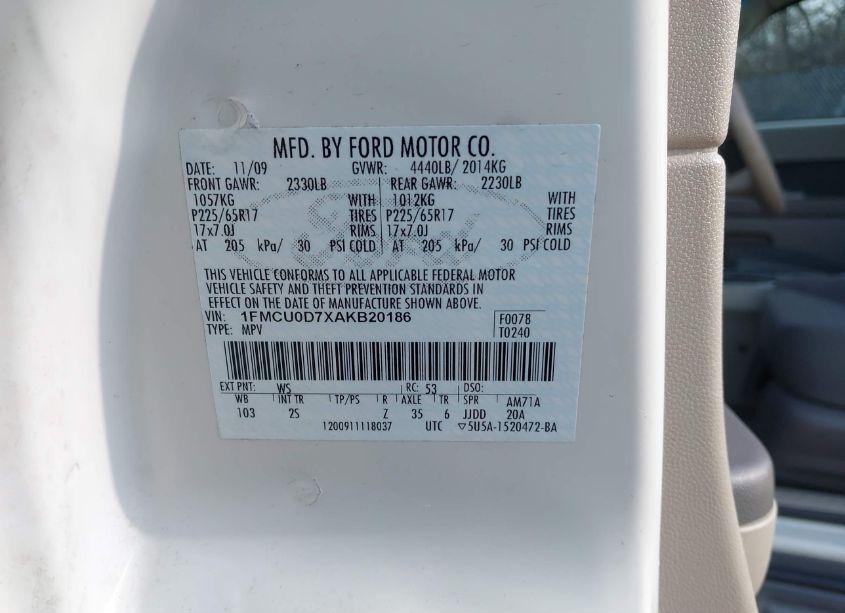 MFD. BY FORD MOTOR CO.
DATE: 11/09 GVWR: 4440LB/ 2014KG
FRONT GAWR: 2330LB REAR GAWR: 2230LB
1057KG WITH 1012KG WITH
P225/65R17 TIRES P225/65R17 TIRES
17x7.0J RIMS 17x7.0J RIMS
AT 205 kPa/ 30 PSI COLD AT 205 kPa/ 30 PSI COLD
Ford
THIS VEHICLE CONFORMS TO ALL APPLICABLE FEDERAL MOTOR
VEHICLE SAFETY AND THEFT PREVENTION STANDARDS IN
EFFECT ON THE DATE OF MANUFACTURE SHOWN ABOVE.
VIN: 1FMCU0D7XAKB20186 F0078
TYPE: MPV T0240
EXT PNT: WS RC: 53 DSO:
WB INT TR TP/PS R AXLE TR SPR AM71A
103 2S Z 35 6 JJDD 20A
1200911118037 UTC ▽5U5A-1520472-BA